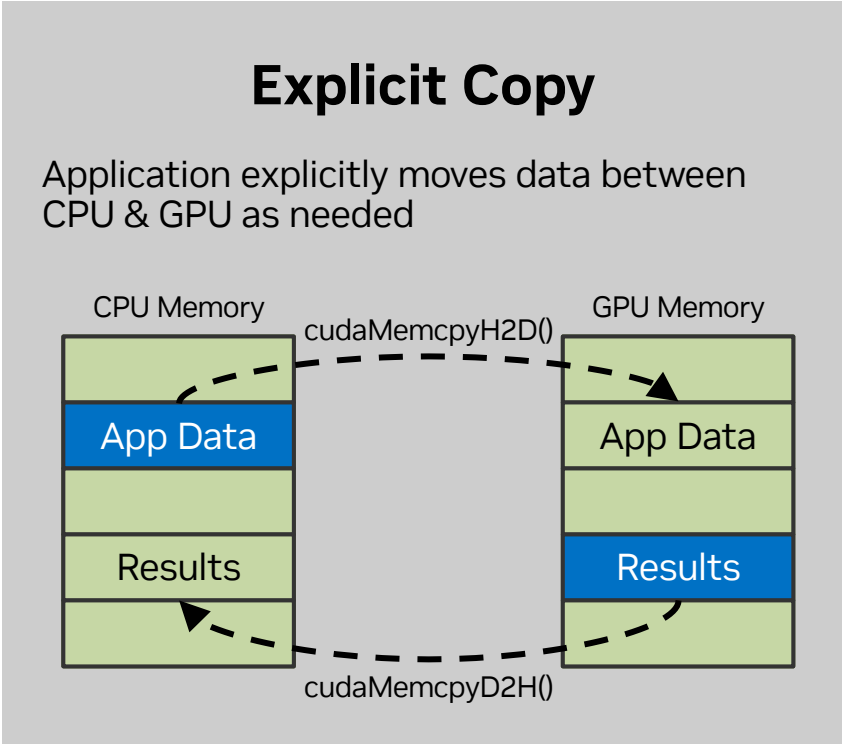 Explicit Copy
Application explicitly moves data between
CPU & GPU as needed
CPU Memory
GPU Memory
cudaMemcpyH2D()
App Data
App Data
Results
Results
cudaMemcpyD2H()